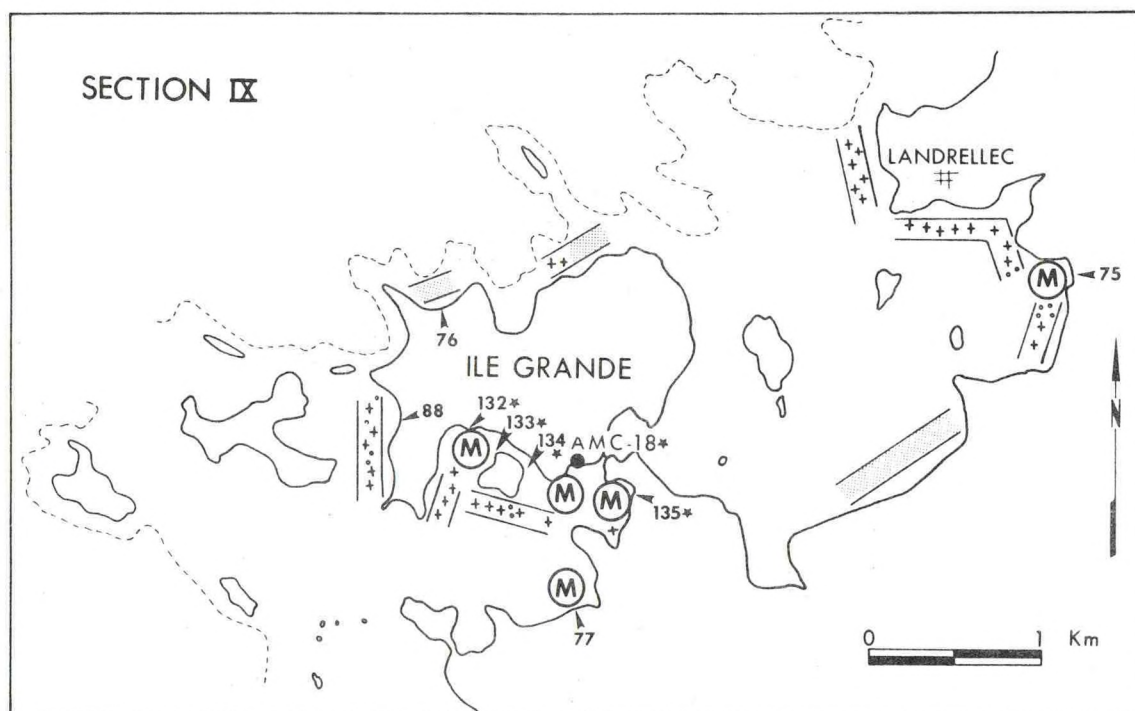 SECTION IX
LANDRELLEC
M
75
76
ILE GRANDE
N
88
132*
133*
134*
AMC-18*
M
M
M
135*
M
77
0 1 Km